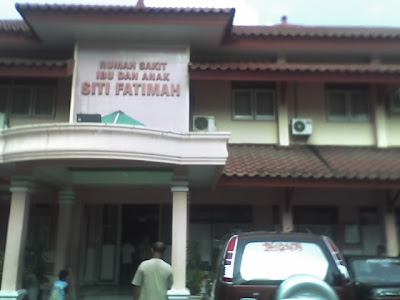 RUMAH SAKIT
IBU DAN ANAK
SITI FATIMAH